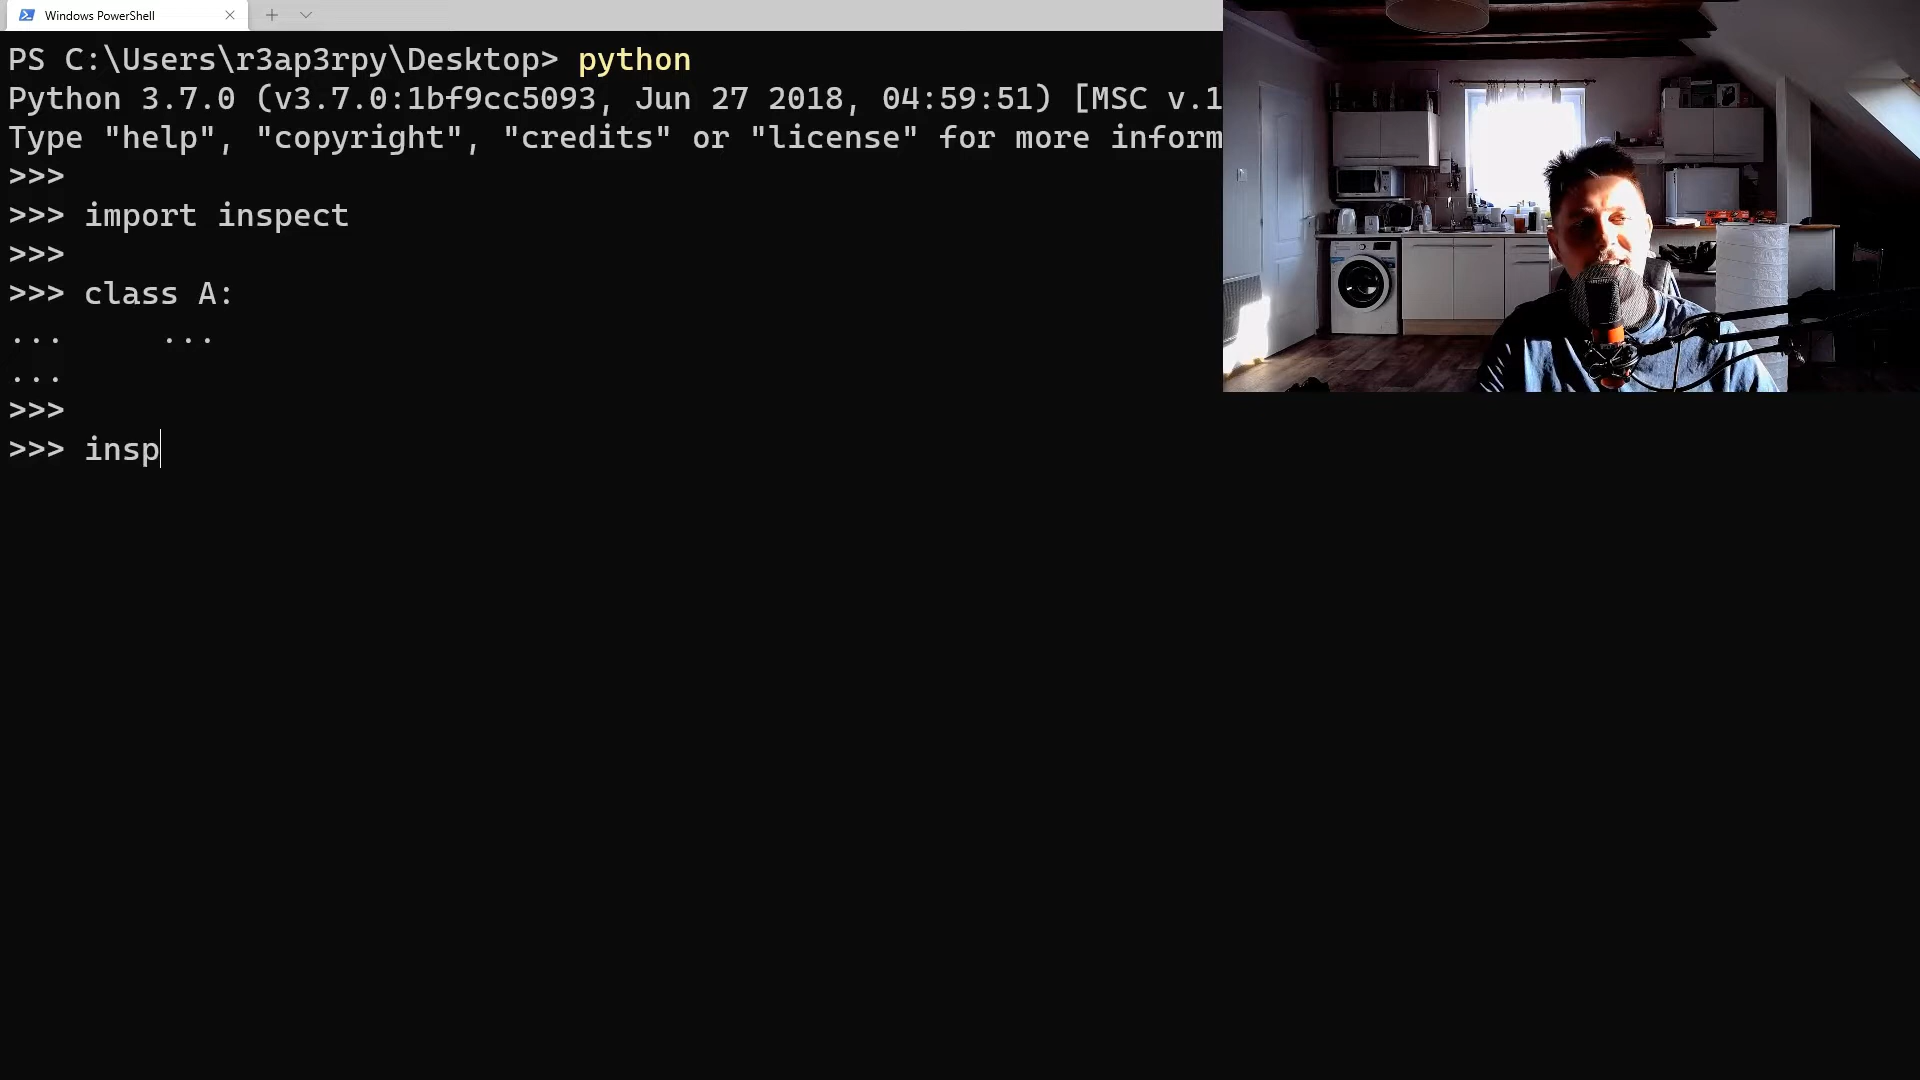 Windows PowerShell
PS C:\Users\r3ap3rpy\Desktop> python
Python 3.7.0 (v3.7.0:1bf9cc5093, Jun 27 2018, 04:59:51) [MSC v.1
Type "help", "copyright", "credits" or "license" for more inform
>>>
>>> import inspect
>>>
>>> class A:
...     ...
...
>>>
>>> insp